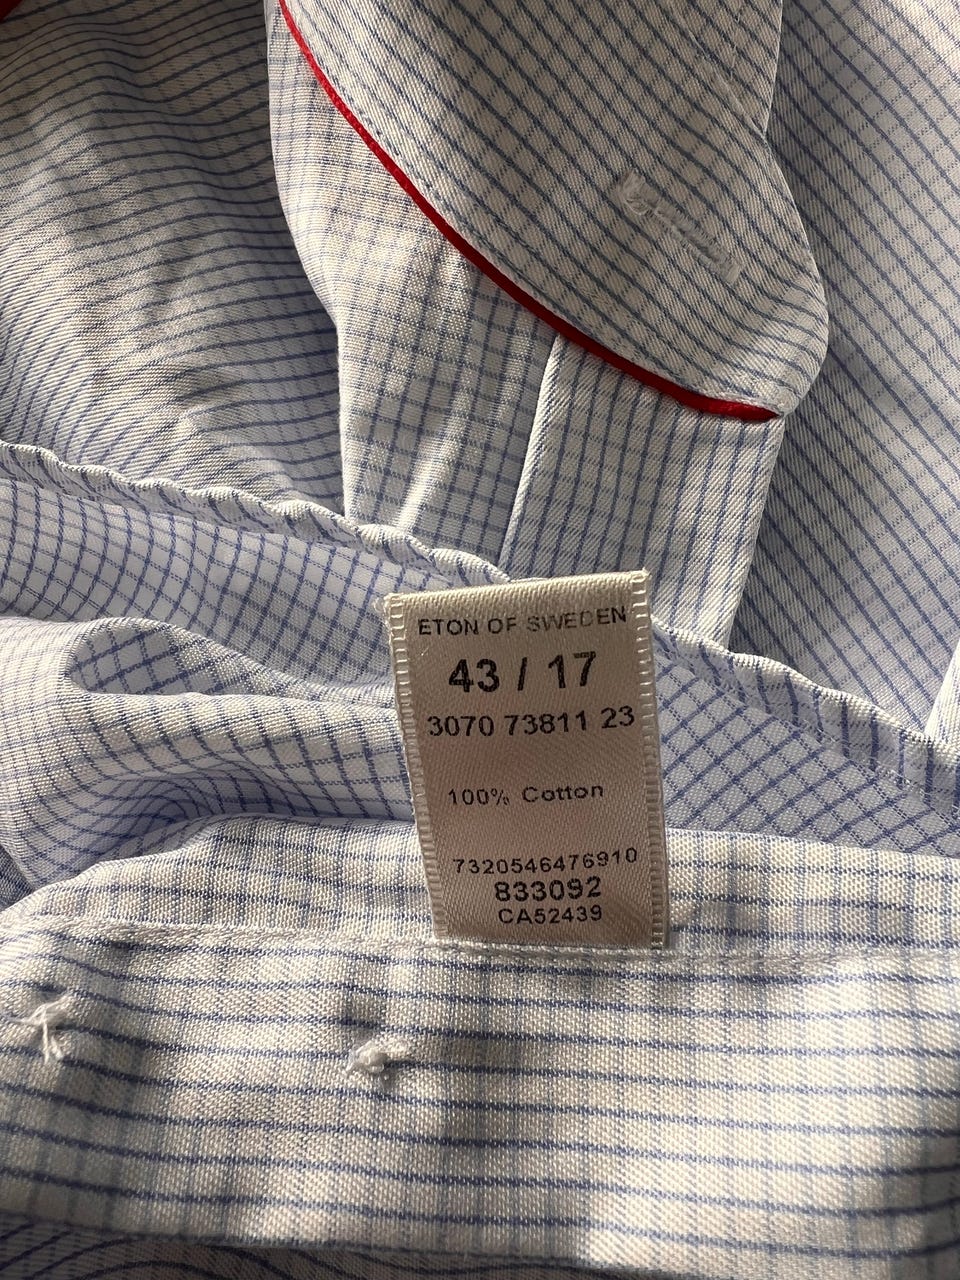 ETON OF SWEDEN
43 / 17
3070 73811 23
100% Cotton
7320546476910
833092
CA52439